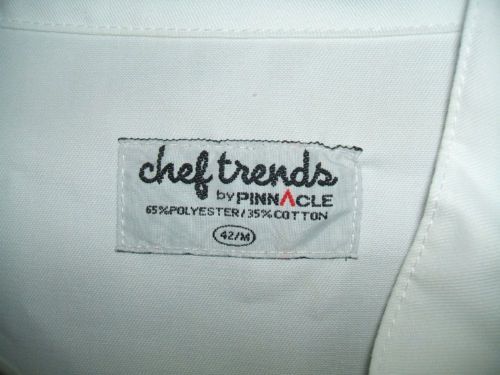 chef trends
by PINNACLE
65%POLYESTER/35%COTTON
42/M